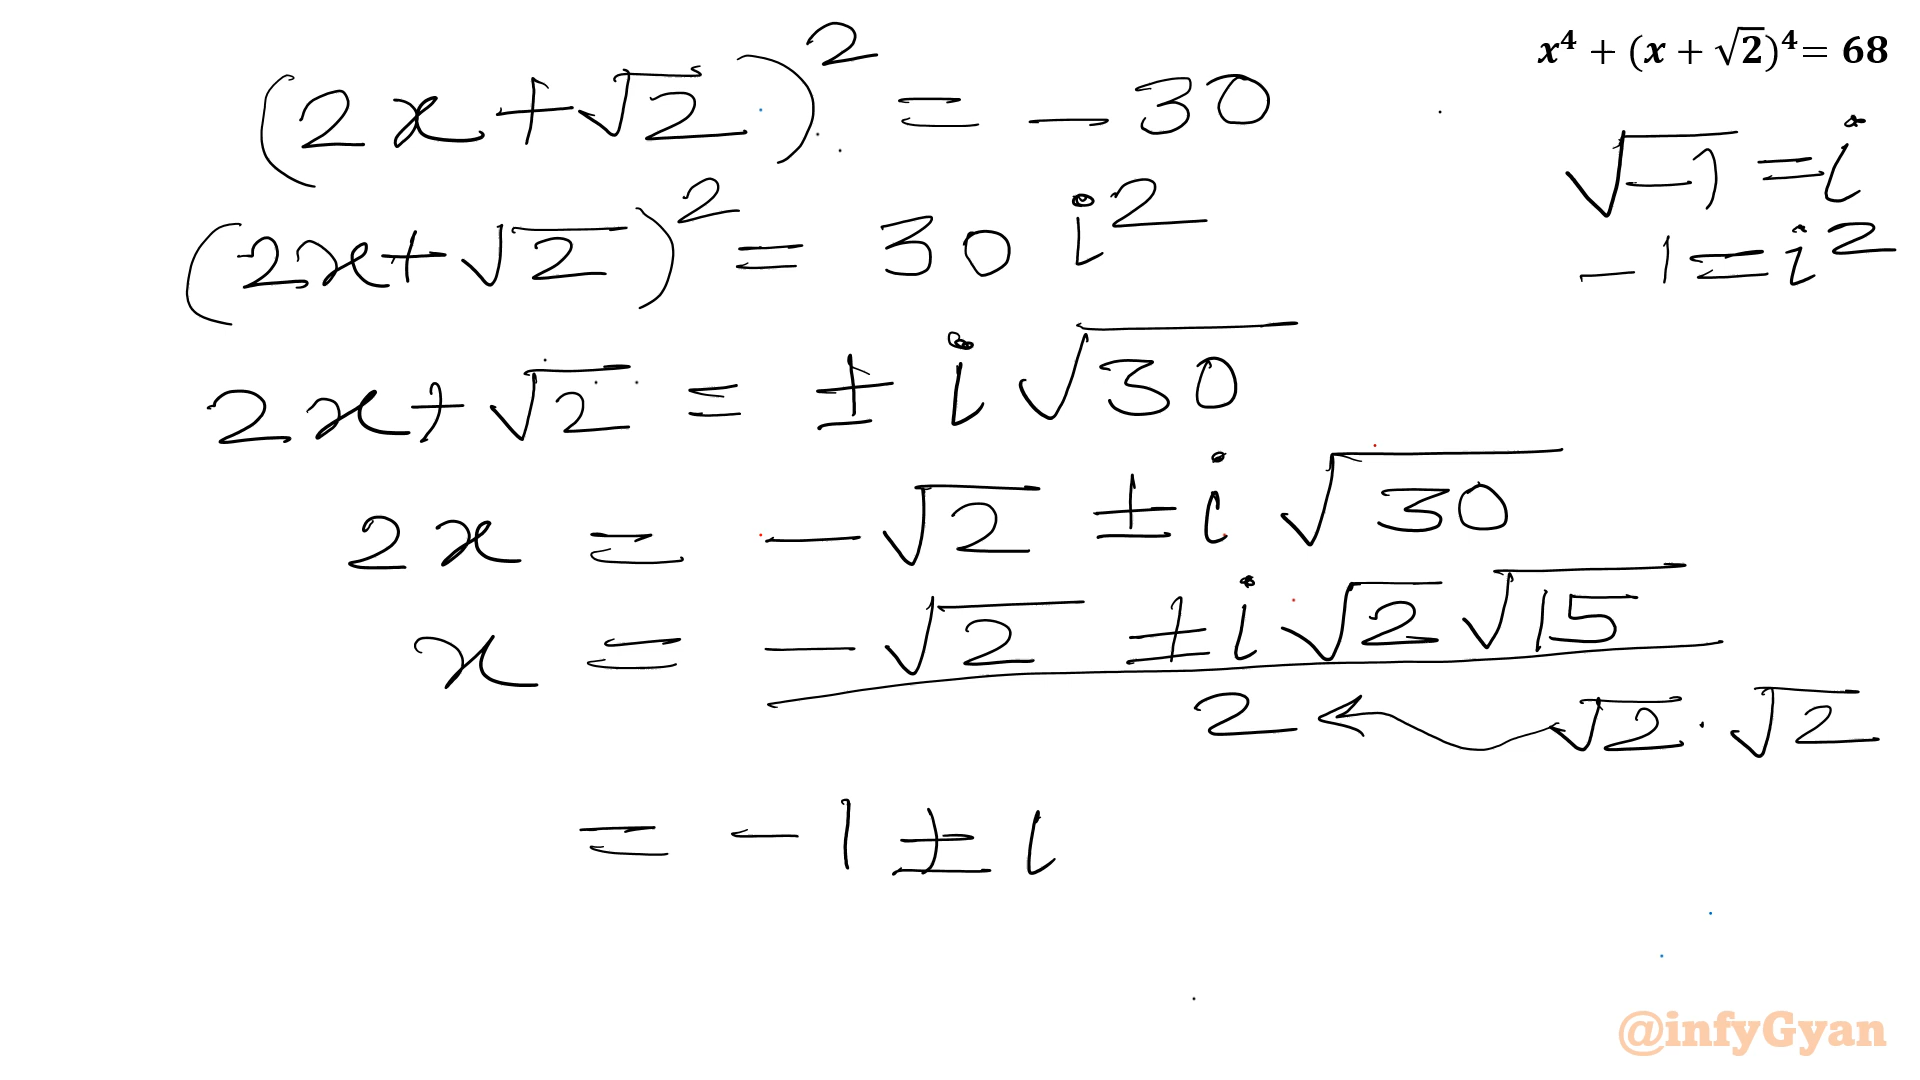 x⁴ + (x + √2)⁴= 68
(2x+√2)² = -30
√-1 = i
(2x+√2)² = 30 i²
-1 = i²
2x+√2 = ± i √30
2x = -√2 ± i √30
x = -√2 ± i √2 √15
2 ← √2 · √2
= -1 ± i
@infyGyan